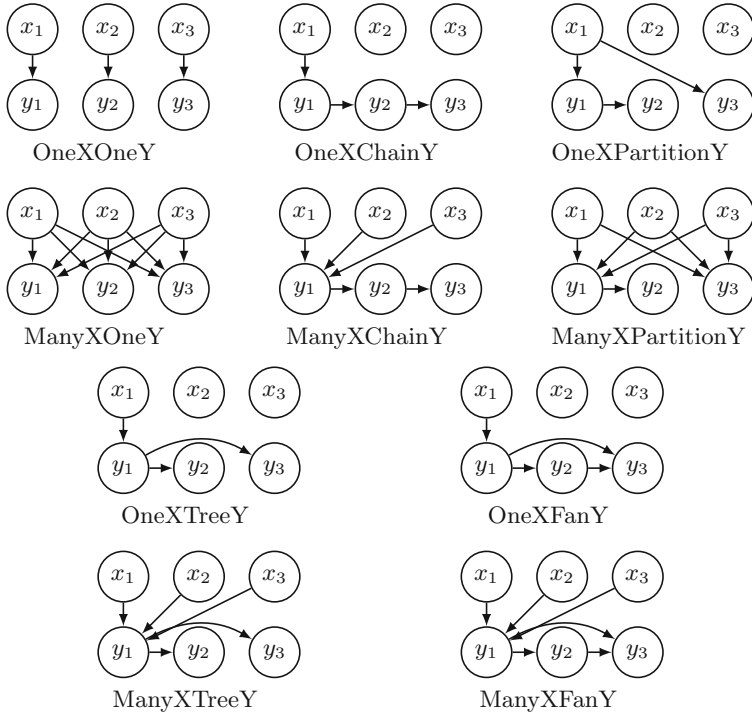 x1 x2 x3 x1 x2 x3 x1 x2 x3
y1 y2 y3 y1 y2 y3 y1 y2 y3
OneXOneY OneXChainY OneXPartitionY
x1 x2 x3 x1 x2 x3 x1 x2 x3
y1 y2 y3 y1 y2 y3 y1 y2 y3
ManyXOneY ManyXChainY ManyXPartitionY
x1 x2 x3 x1 x2 x3
y1 y2 y3 y1 y2 y3
OneXTreeY OneXFanY
x1 x2 x3 x1 x2 x3
y1 y2 y3 y1 y2 y3
ManyXTreeY ManyXFanY